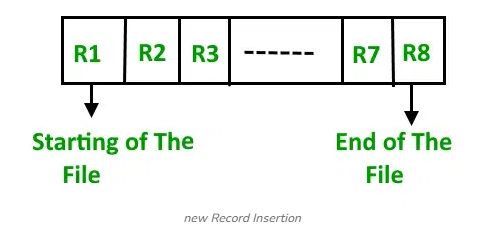 R1 R2 R3 ------ R7 R8
Starting of The
File
End of The
File
new Record Insertion